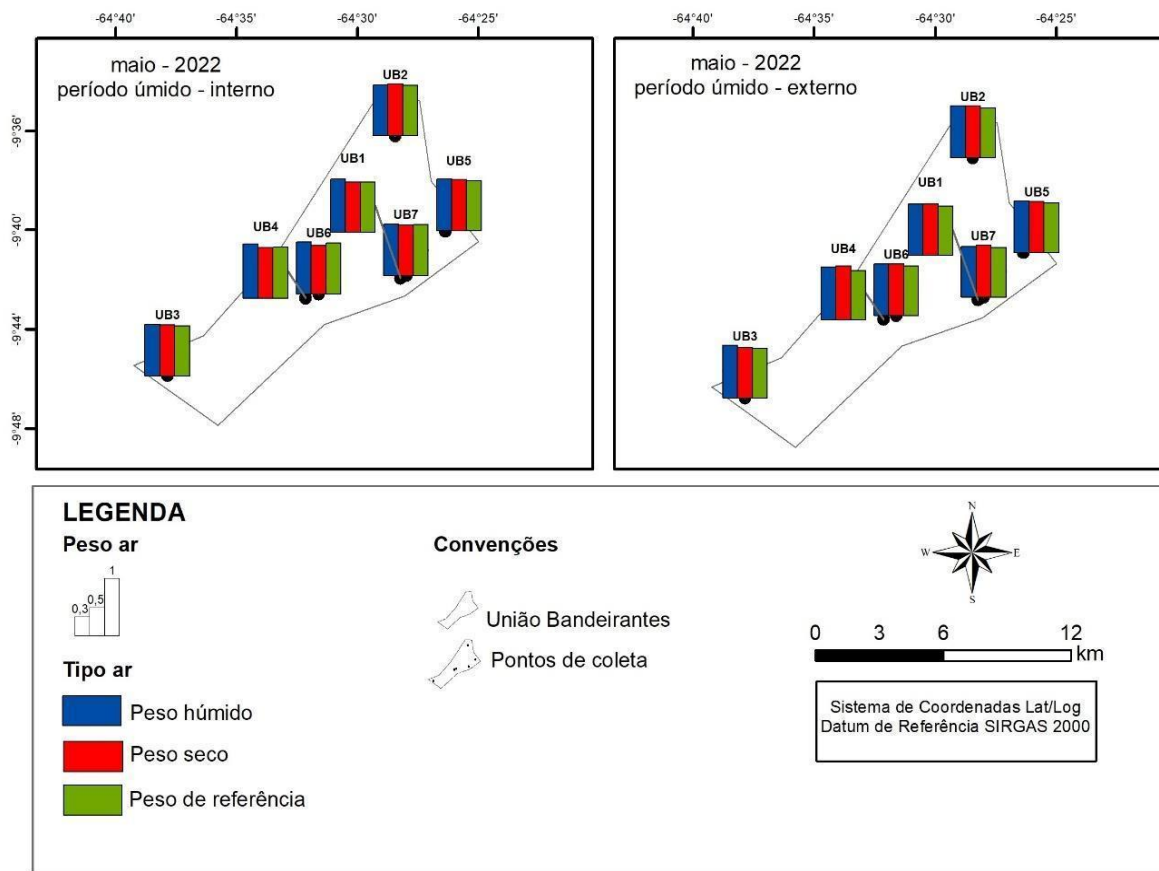 -64°40' -64°35' -64°30' -64°25' -64°40' -64°35' -64°30' -64°25'
-9°36'
-9°40'
-9°44'
-9°48'
maio - 2022
período úmido - interno
UB2
UB1
UB5
UB7
UB4
UB6
UB3
maio - 2022
período úmido - externo
UB2
UB1
UB5
UB7
UB4
UB6
UB3
LEGENDA
Peso ar
1
0,5
0,3
Tipo ar
Peso húmido
Peso seco
Peso de referência
Convenções
União Bandeirantes
Pontos de coleta
N
W E
S
0 3 6 12
km
Sistema de Coordenadas Lat/Log
Datum de Referência SIRGAS 2000